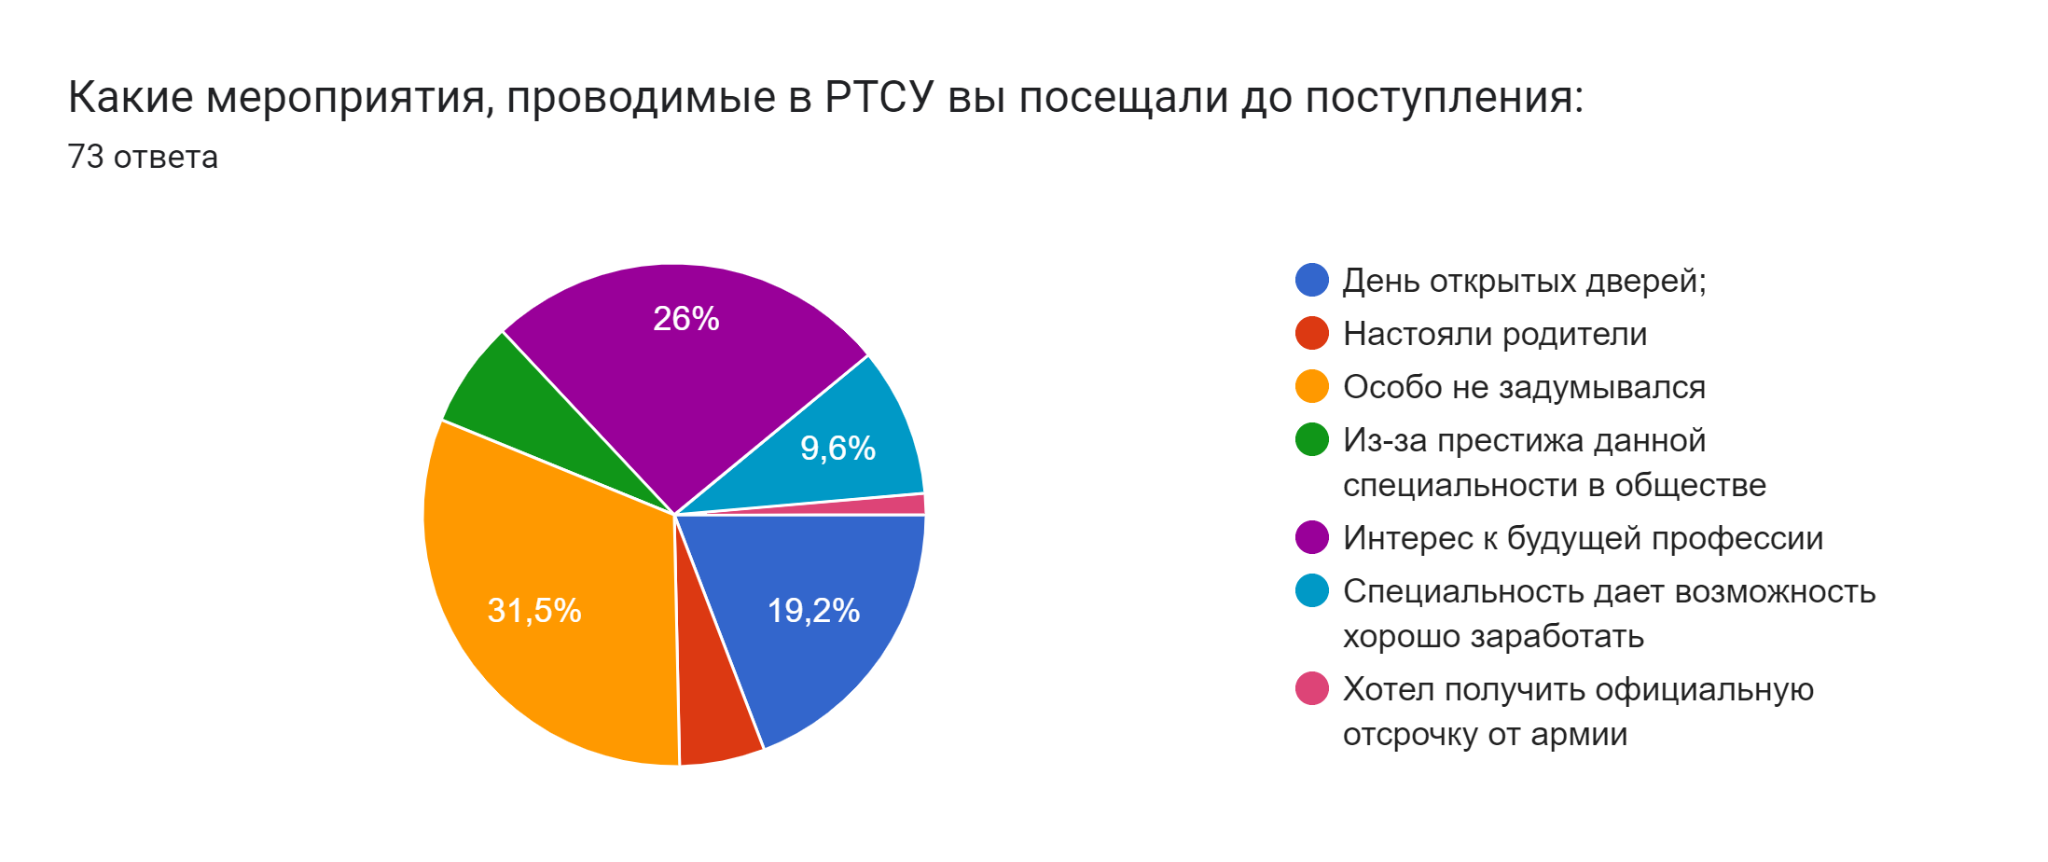 Какие мероприятия, проводимые в РТСУ вы посещали до поступления:
73 ответа
26%
9,6%
31,5%
19,2%
День открытых дверей;
Настояли родители
Особо не задумывался
Из-за престижа данной
специальности в обществе
Интерес к будущей профессии
Специальность дает возможность
хорошо заработать
Хотел получить официальную
отсрочку от армии